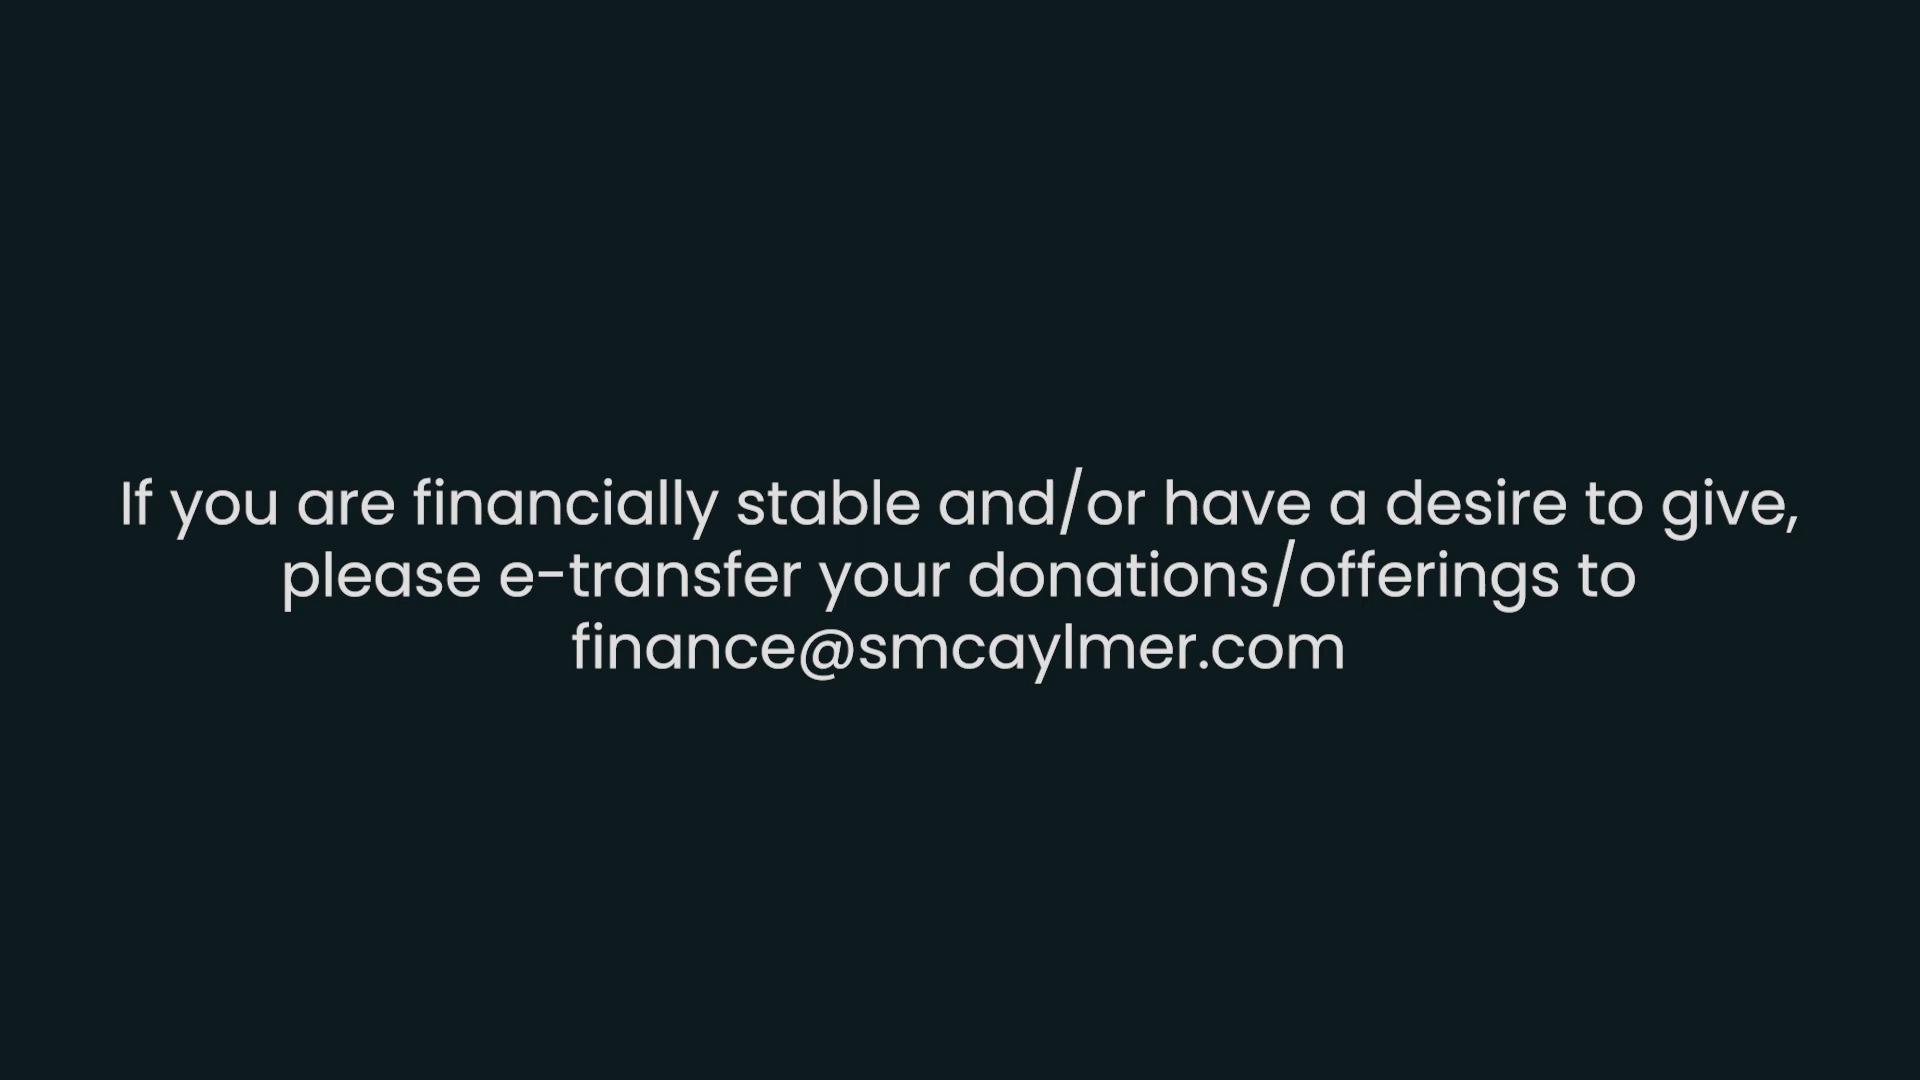 If you are financially stable and/or have a desire to give,
please e-transfer your donations/offerings to
finance@smcaylmer.com